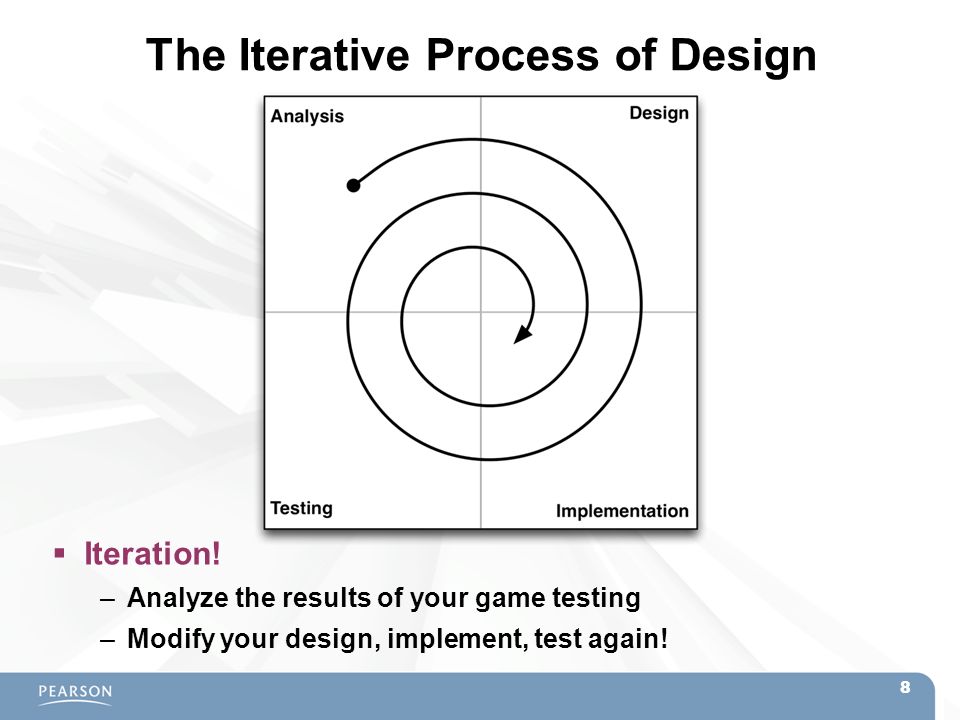 The Iterative Process of Design
Analysis
Design
Testing
Implementation
▪ Iteration!
– Analyze the results of your game testing
– Modify your design, implement, test again!
8
PEARSON